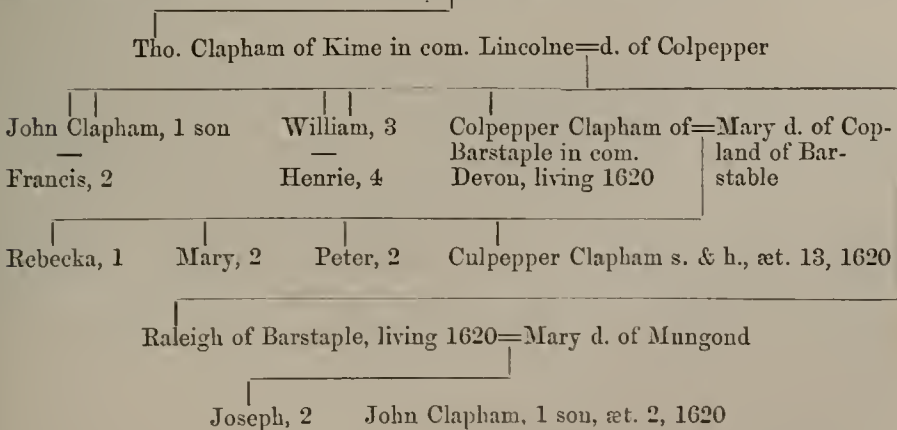 Tho. Clapham of Kime in com. Lincolne=d. of Colpepper
John Clapham, 1 son William, 3 Colpepper Clapham of=Mary d. of Cop-
Barstaple in com. land of Bar-
Francis, 2 Henrie, 4 Devon, living 1620 stable
Rebecka, 1 Mary, 2 Peter, 2 Culpepper Clapham s. & h., æt. 13, 1620
Raleigh of Barstaple, living 1620=Mary d. of Mungond
Joseph, 2 John Clapham, 1 son, æt. 2, 1620